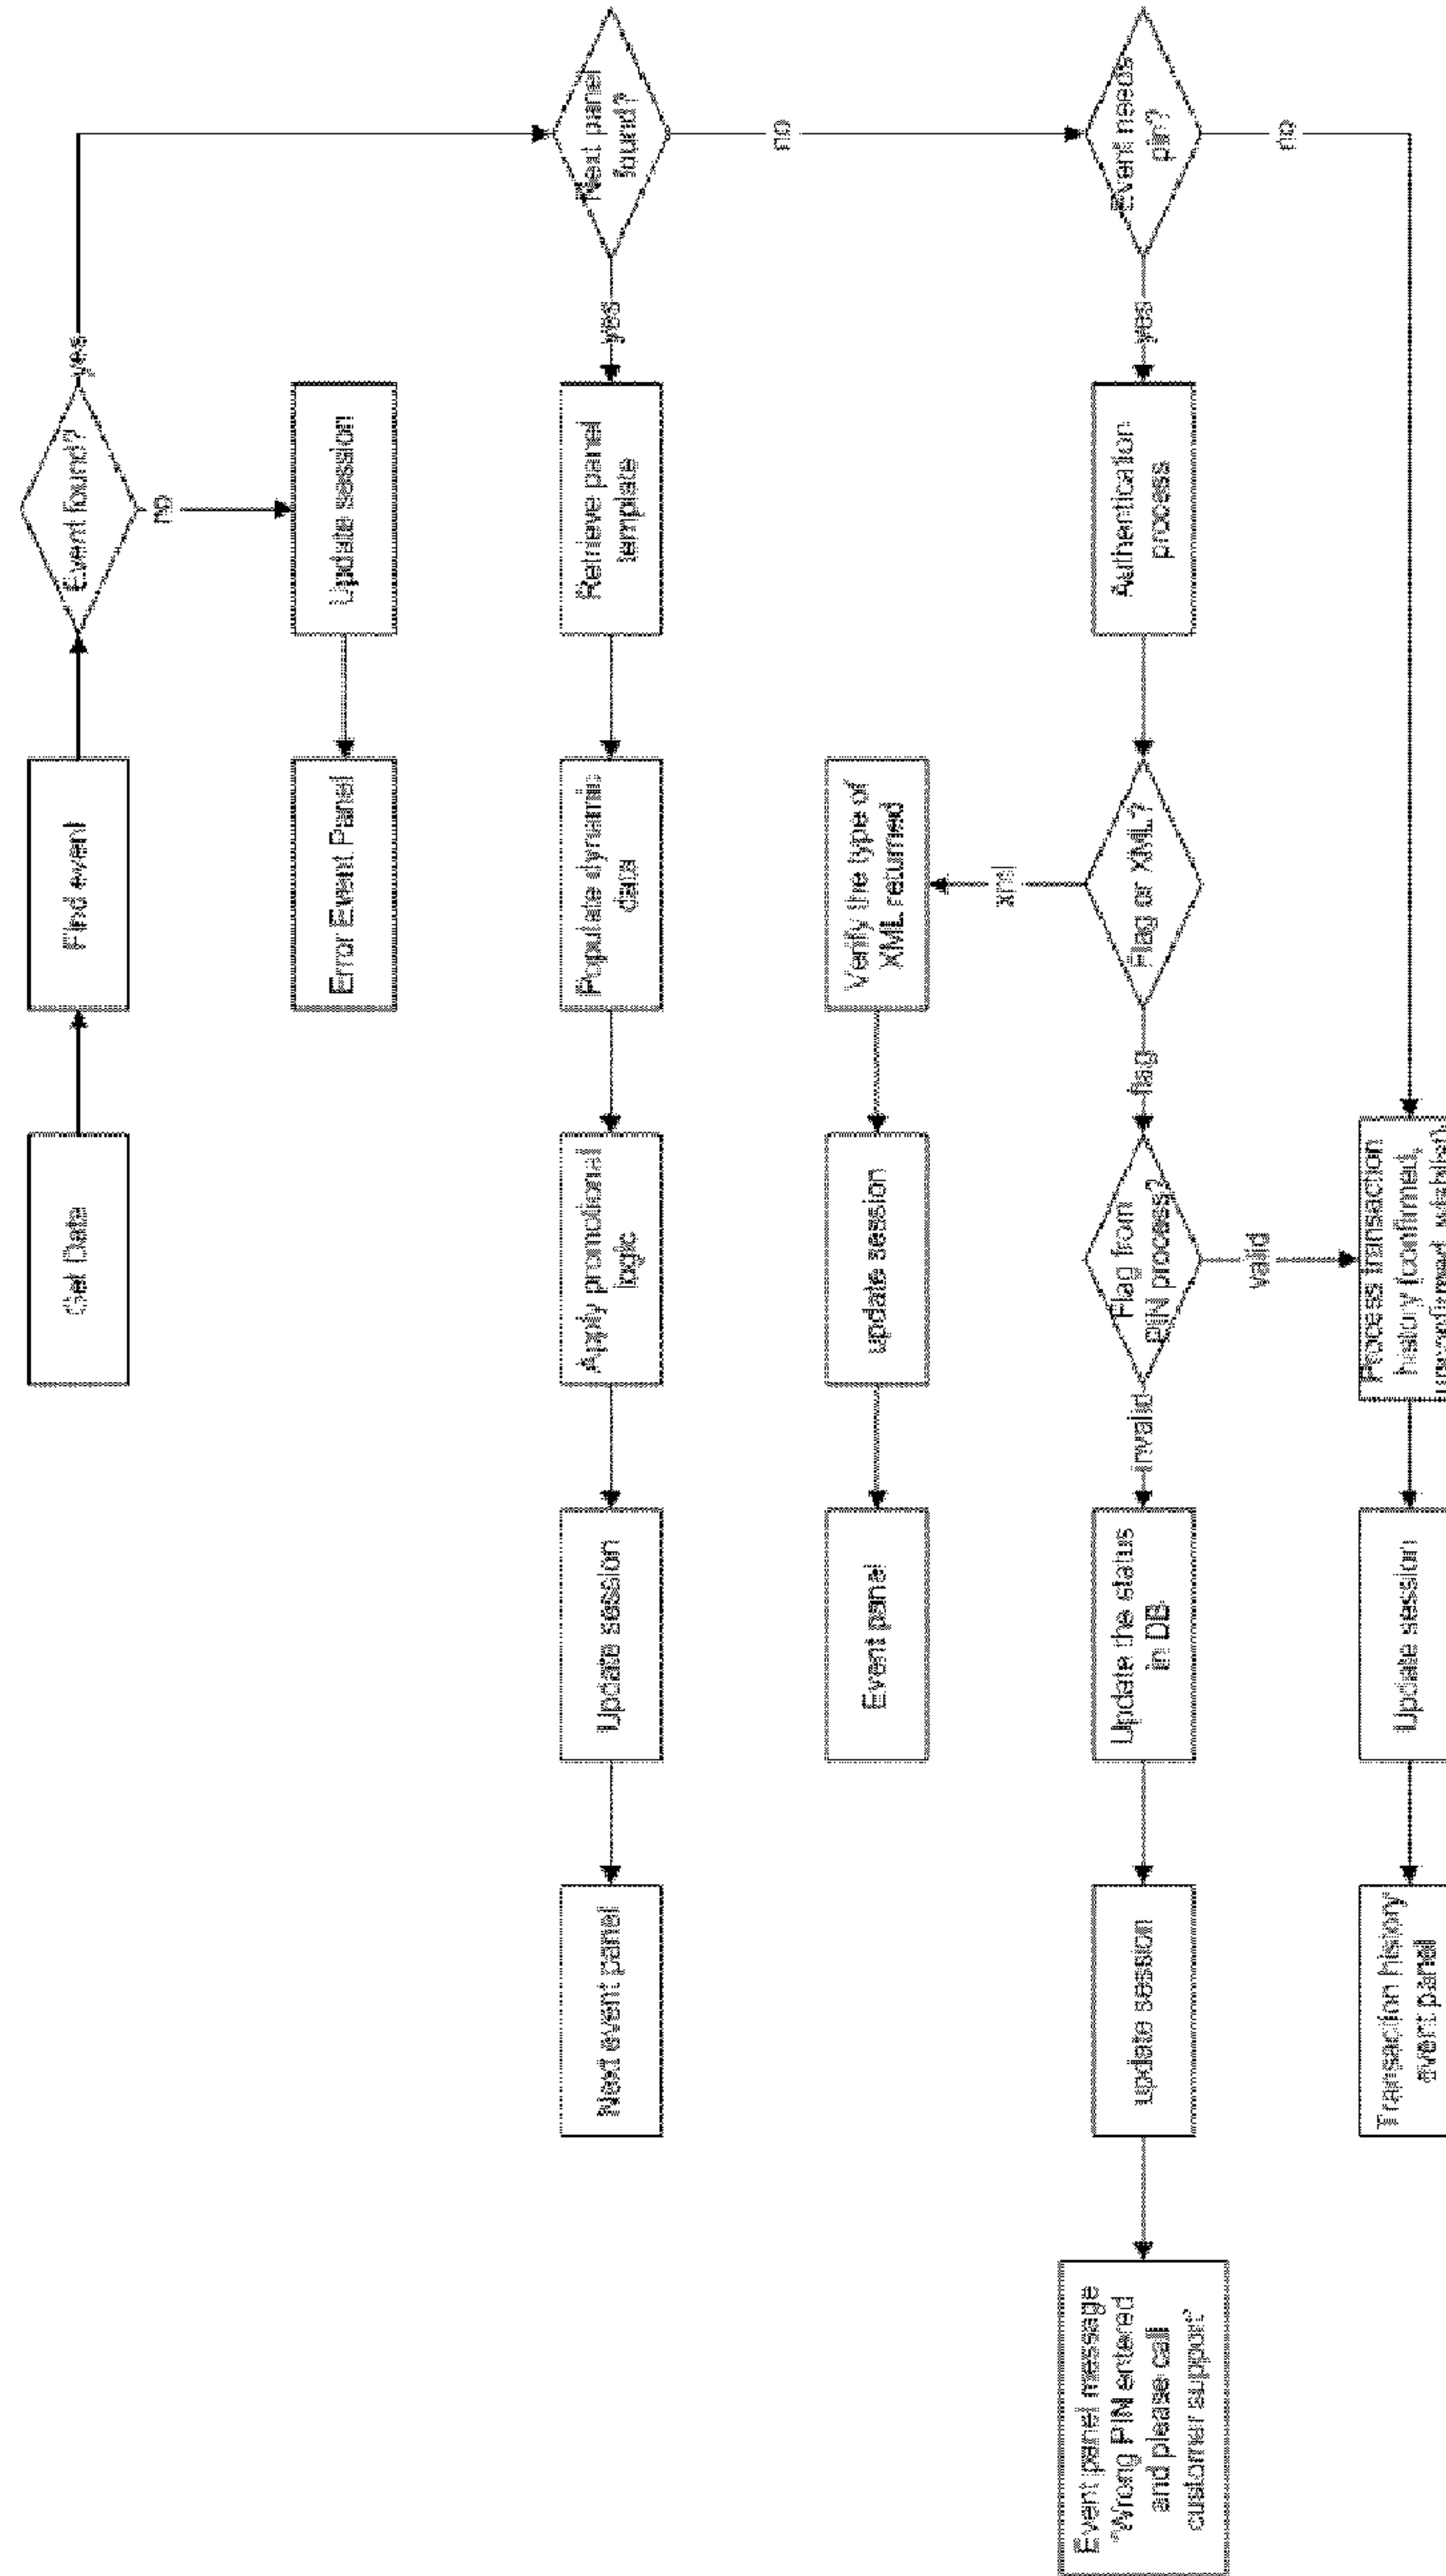 Get Date
Find event
Event found?
yes
no
Update session
Error Event Panel
Next panel
found?
yes
no
Retrieve panel
template
Populate dynamic
data
Apply promotional
logic
Update session
Next event panel
Event needs
pin?
yes
no
Authentication
process
Flag or XML?
xml
flag
Verify the type of
XML returned
update session
Event panel
Flag from
PIN process?
valid
invalid
Update the status
in DB
update session
Event panel message
"Wrong PIN entered
and please call
customer support"
Process transaction
history (confirmed,
Update session
Transaction history
event panel